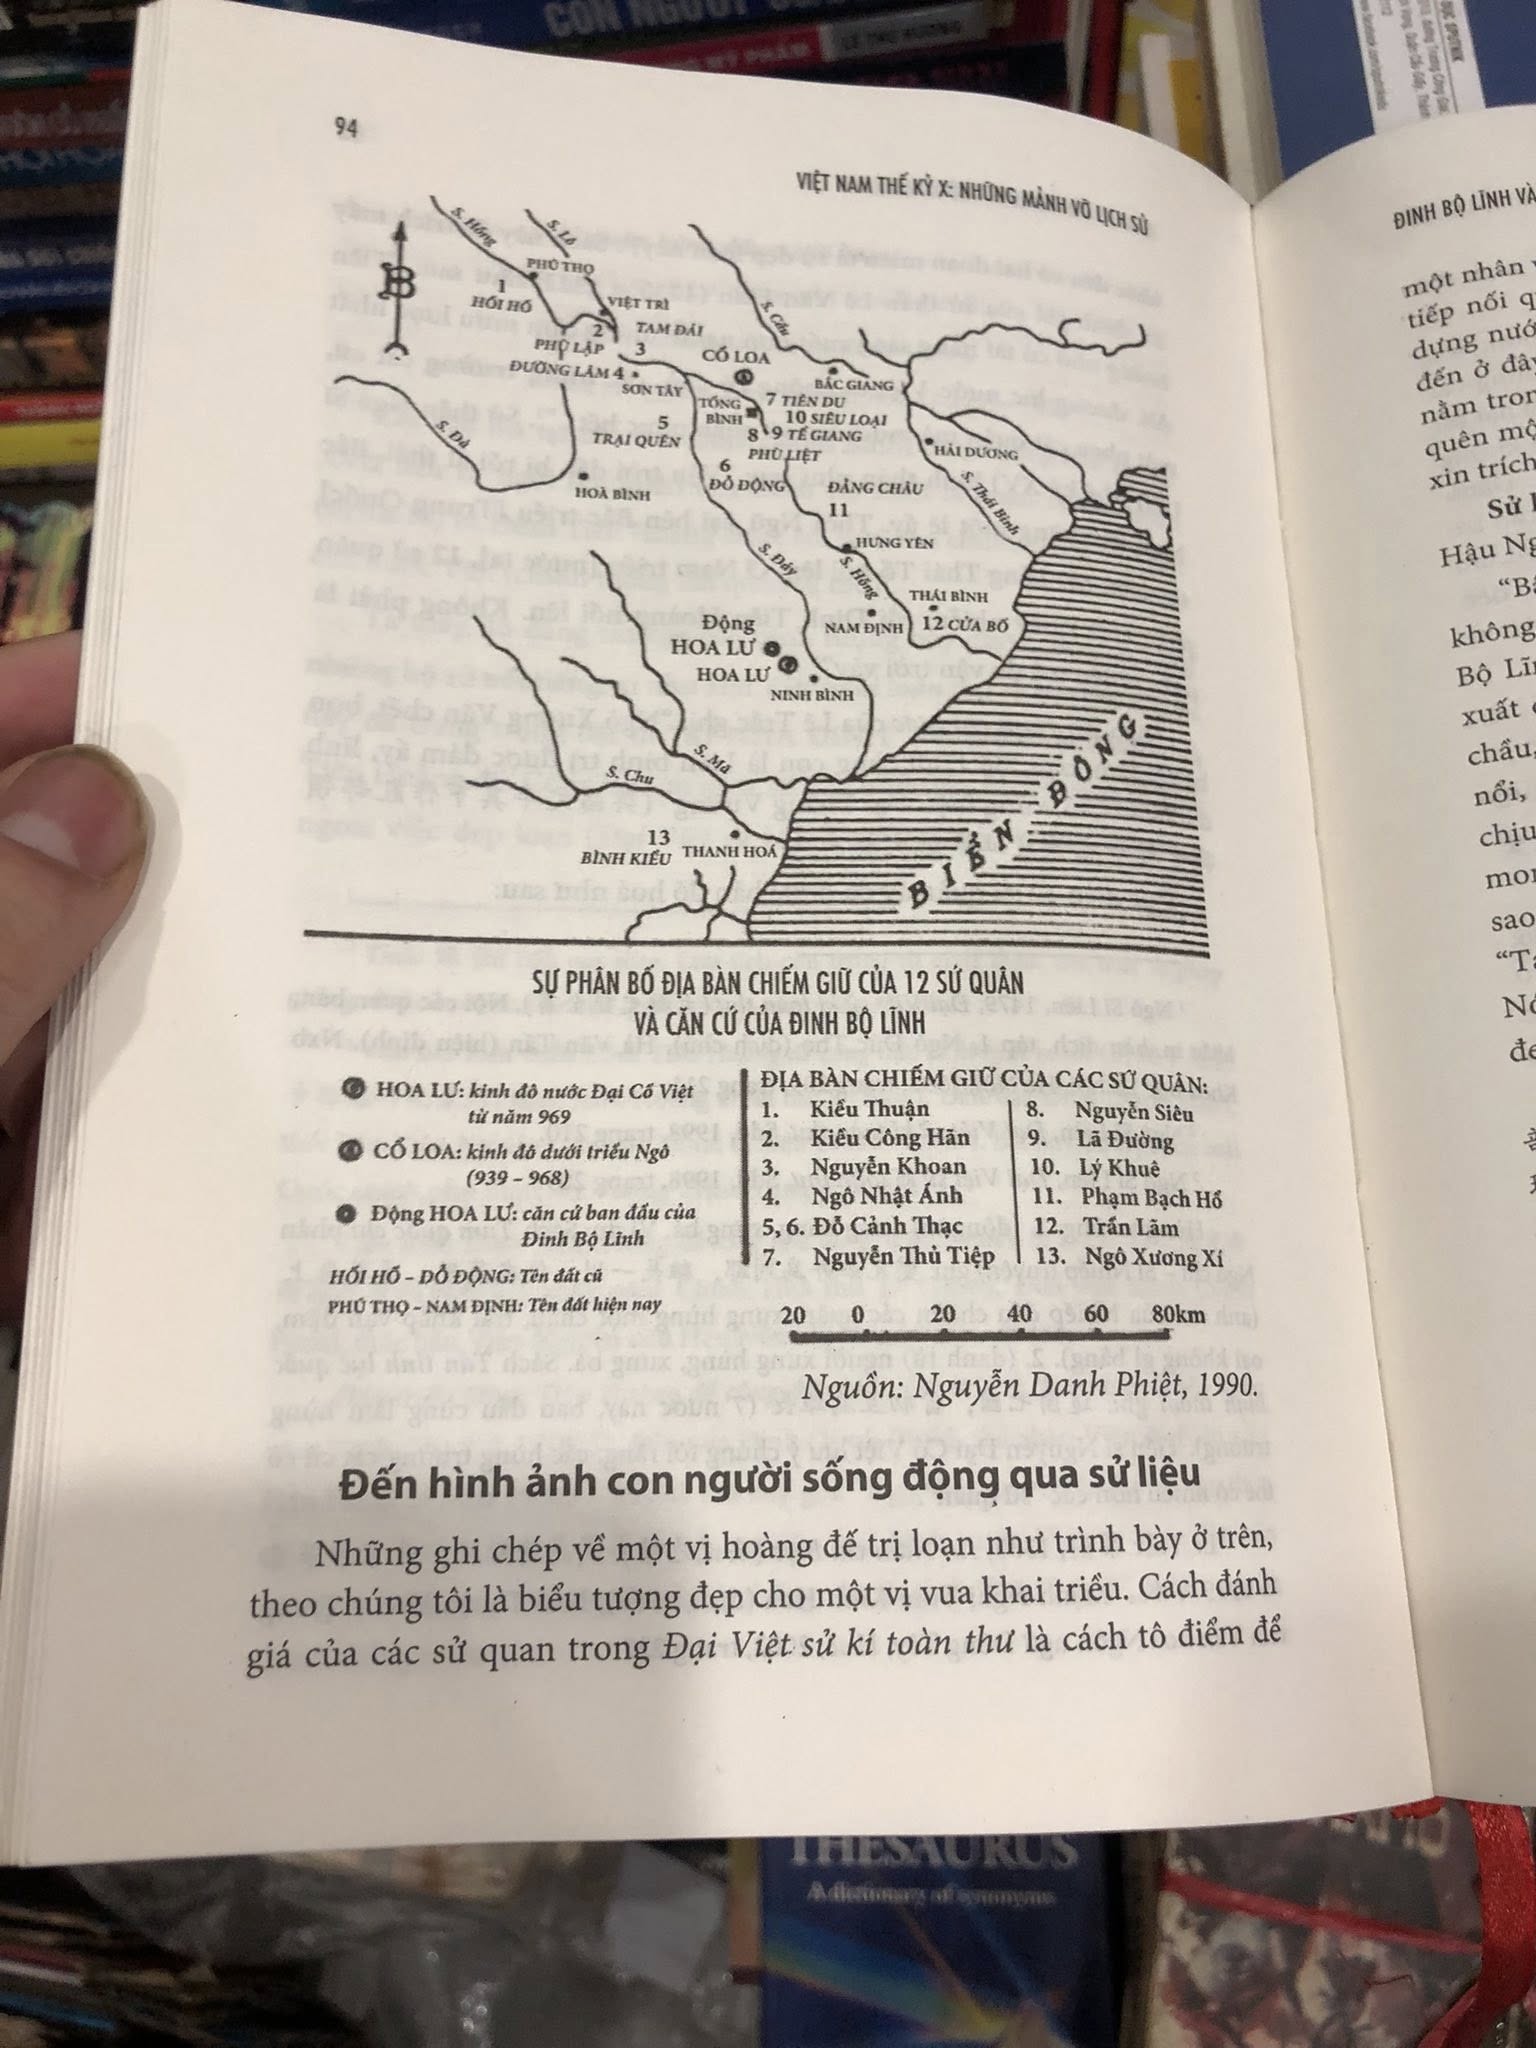 CON NGƯỜI
MỸ PHẨM
LÊ THU HƯƠNG
94
VIỆT NAM THẾ KỶ X: NHỮNG MẢNH VỠ LỊCH SỬ
S. Hồng
S. Lô
PHÚ THỌ
1
HỒI HỒ
VIỆT TRÌ
2
TAM ĐÁI
PHÙ LẬP
3
S. Cầu
CỔ LOA
ĐƯỜNG LÂM 4
SƠN TÂY
BẮC GIANG
TỐNG
BÌNH
7 TIÊN DU
10 SIÊU LOẠI
8 9 TẾ GIANG
PHÙ LIỆT
5
TRẠI QUÊN
S. Đà
HẢI DƯƠNG
6
ĐỖ ĐỘNG
HOÀ BÌNH
ĐẰNG CHÂU
11
S. Thái Bình
HƯNG YÊN
S. Đáy
S. Hồng
THÁI BÌNH
NAM ĐỊNH
12 CỬA BỐ
Động
HOA LƯ
HOA LƯ
NINH BÌNH
S. Mã
S. Chu
13
BÌNH KIỀU
THANH HOÁ
BIỂN ĐÔNG
SỰ PHÂN BỐ ĐỊA BÀN CHIẾM GIỮ CỦA 12 SỨ QUÂN
VÀ CĂN CỨ CỦA ĐINH BỘ LĨNH
HOA LƯ: kinh đô nước Đại Cồ Việt
từ năm 969
CỔ LOA: kinh đô dưới triều Ngô
(939 – 968)
Động HOA LƯ: căn cứ ban đầu của
Đinh Bộ Lĩnh
HỒI HỒ – ĐỖ ĐỘNG: Tên đất cũ
PHÚ THỌ – NAM ĐỊNH: Tên đất hiện nay
ĐỊA BÀN CHIẾM GIỮ CỦA CÁC SỨ QUÂN:
1. Kiều Thuận
2. Kiều Công Hãn
3. Nguyễn Khoan
4. Ngô Nhật Ánh
5, 6. Đỗ Cảnh Thạc
7. Nguyễn Thủ Tiệp
8. Nguyễn Siêu
9. Lã Đường
10. Lý Khuê
11. Phạm Bạch Hổ
12. Trần Lãm
13. Ngô Xương Xí
20 0 20 40 60 80km
Nguồn: Nguyễn Danh Phiệt, 1990.
Đến hình ảnh con người sống động qua sử liệu
Những ghi chép về một vị hoàng đế trị loạn như trình bày ở trên,
theo chúng tôi là biểu tượng đẹp cho một vị vua khai triều. Cách đánh
giá của các sử quan trong Đại Việt sử kí toàn thư là cách tô điểm để
ĐINH BỘ LĨNH VÀ
một nhân
tiếp nối
dựng nướ
đến ở đây
nằm tron
quên mộ
xin trích
Sử
Hậu Ng
không
Bộ Lĩ
xuất
chầu,
nổi,
chịu
mon
sao
THESAURUS
A dictionary of synonyms